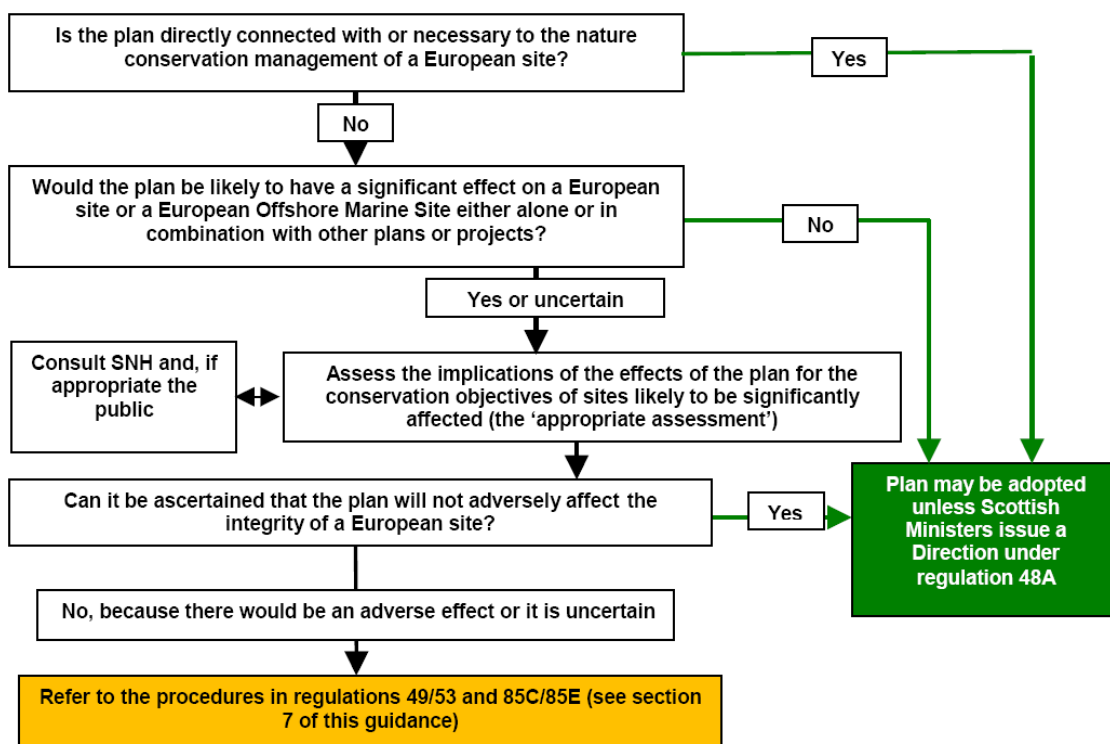 Is the plan directly connected with or necessary to the nature
conservation management of a European site?
Yes
No
Would the plan be likely to have a significant effect on a European
site or a European Offshore Marine Site either alone or in
combination with other plans or projects?
No
Yes or uncertain
Consult SNH and, if
appropriate the
public
Assess the implications of the effects of the plan for the
conservation objectives of sites likely to be significantly
affected (the ‘appropriate assessment’)
Can it be ascertained that the plan will not adversely affect the
integrity of a European site?
Yes
Plan may be adopted
unless Scottish
Ministers issue a
Direction under
regulation 48A
No, because there would be an adverse effect or it is uncertain
Refer to the procedures in regulations 49/53 and 85C/85E (see section
7 of this guidance)